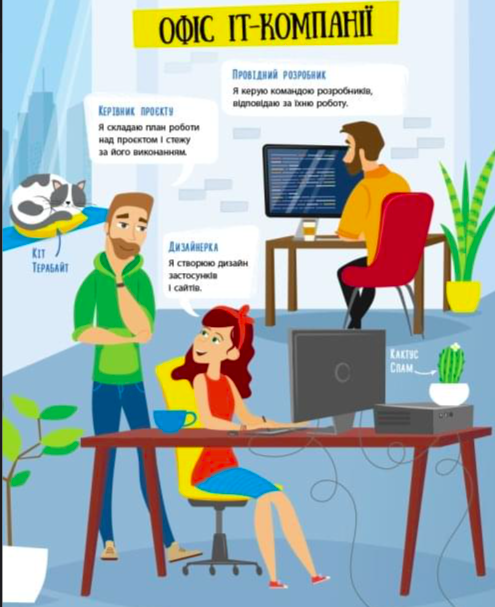 ОФІС ІТ-КОМПАНІЇ
ПРОВІДНИЙ РОЗРОБНИК
Я керую командою розробників,
відповідаю за їхню роботу.
КЕРІВНИК ПРОЄКТУ
Я складаю план роботи
над проєктом і стежу
за його виконанням.
КІТ
ТЕРАБАЙТ
ДИЗАЙНЕРКА
Я створюю дизайн
застосунків
і сайтів.
КАКТУС
СПАМ